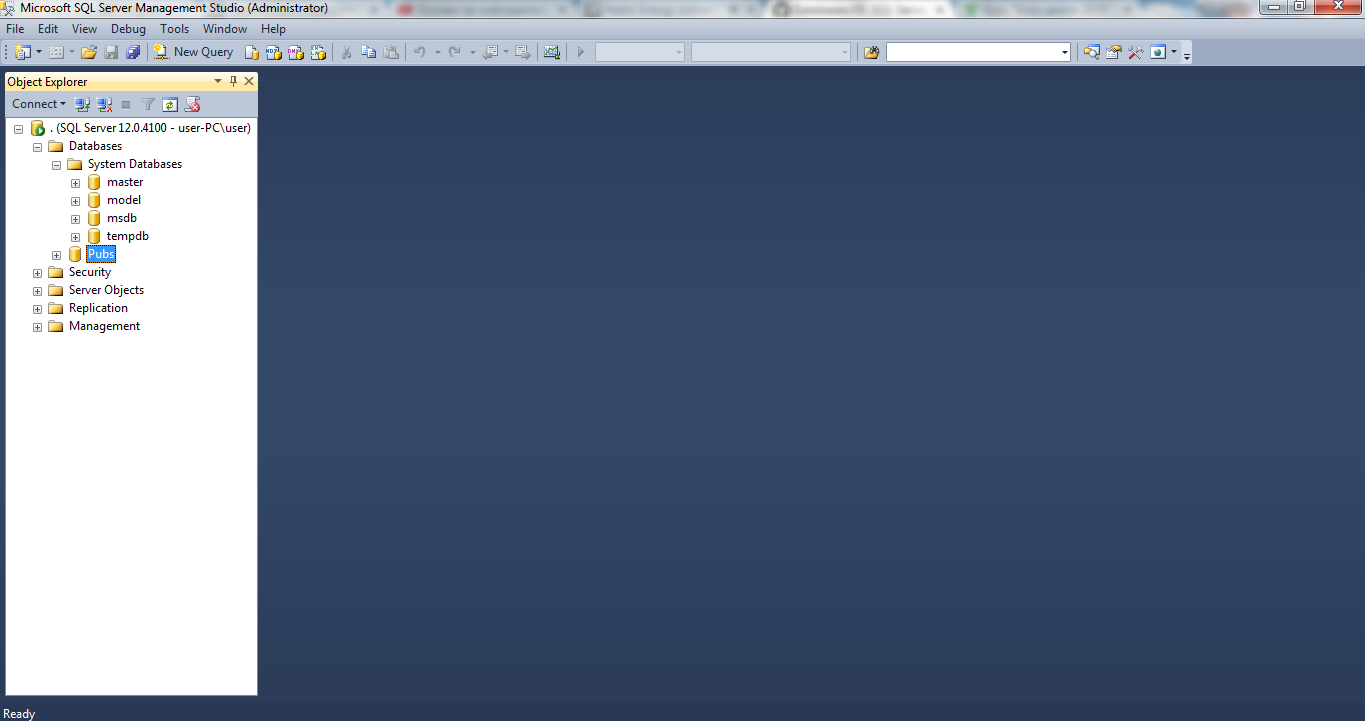 Microsoft SQL Server Management Studio (Administrator)
File Edit View Debug Tools Window Help
New Query
Object Explorer
Connect
. (SQL Server 12.0.4100 - user-PC\user)
Databases
System Databases
master
model
msdb
tempdb
Pubs
Security
Server Objects
Replication
Management
Ready